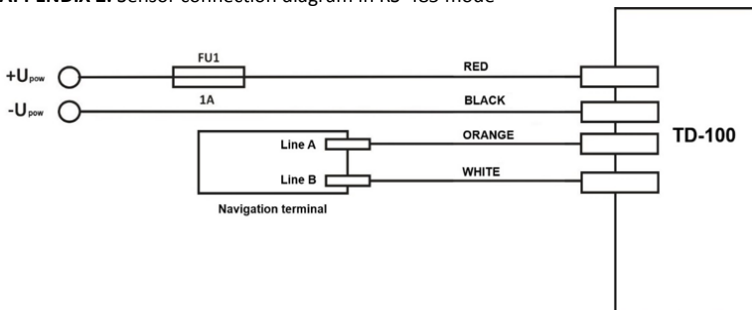 APPENDIX 2. Sensor connection diagram in RS-485 mode
FU1
+Upow
RED
1A
-Upow
BLACK
Line A
ORANGE
TD-100
Line B
WHITE
Navigation terminal